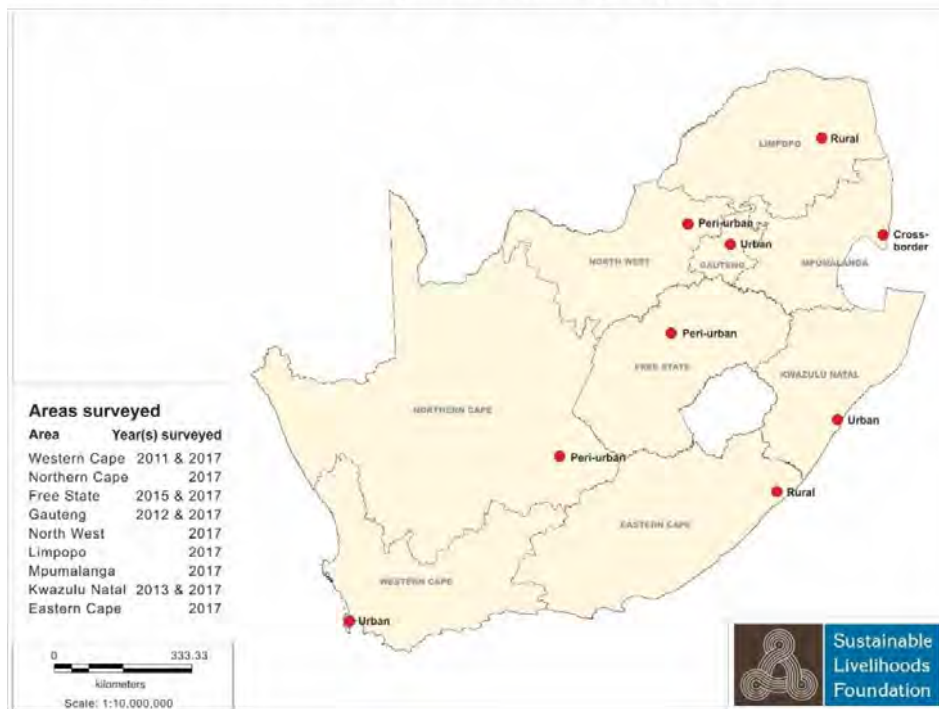 LIMPOPO
Rural
Peri-urban
Urban
NORTH WEST
GAUTENG
MPUMALANGA
Cross-
border
Peri-urban
FREE STATE
KWAZULU NATAL
Urban
NORTHERN CAPE
Peri-urban
Rural
EASTERN CAPE
WESTERN CAPE
Urban
Areas surveyed
Area Year(s) surveyed
Western Cape 2011 & 2017
Northern Cape 2017
Free State 2015 & 2017
Gauteng 2012 & 2017
North West 2017
Limpopo 2017
Mpumalanga 2017
Kwazulu Natal 2013 & 2017
Eastern Cape 2017
0 333.33
kilometers
Scale: 1:10,000,000
Sustainable
Livelihoods
Foundation